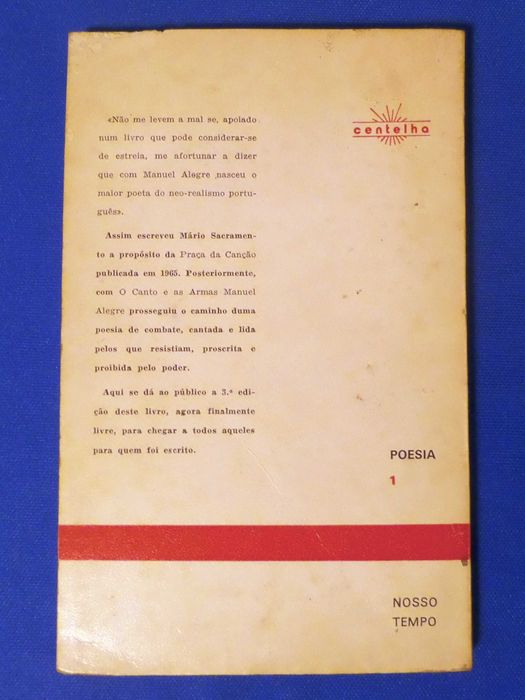 «Não me levem a mal se, apoiado
num livro que pode considerar-se
de estreia, me afortunar a dizer
que com Manuel Alegre nasceu o
maior poeta do neo-realismo portu-
guês».
Assim escreveu Mário Sacramen-
to a propósito da Praça da Canção
publicada em 1965. Posteriormente,
com O Canto e as Armas Manuel
Alegre prosseguiu o caminho duma
poesia de combate, cantada e lida
pelos que resistiam, proscrita e
proibida pelo poder.
Aqui se dá ao público a 3.ª edi-
ção deste livro, agora finalmente
livre, para chegar a todos aqueles
para quem foi escrito.
centelha
POESIA
1
NOSSO
TEMPO